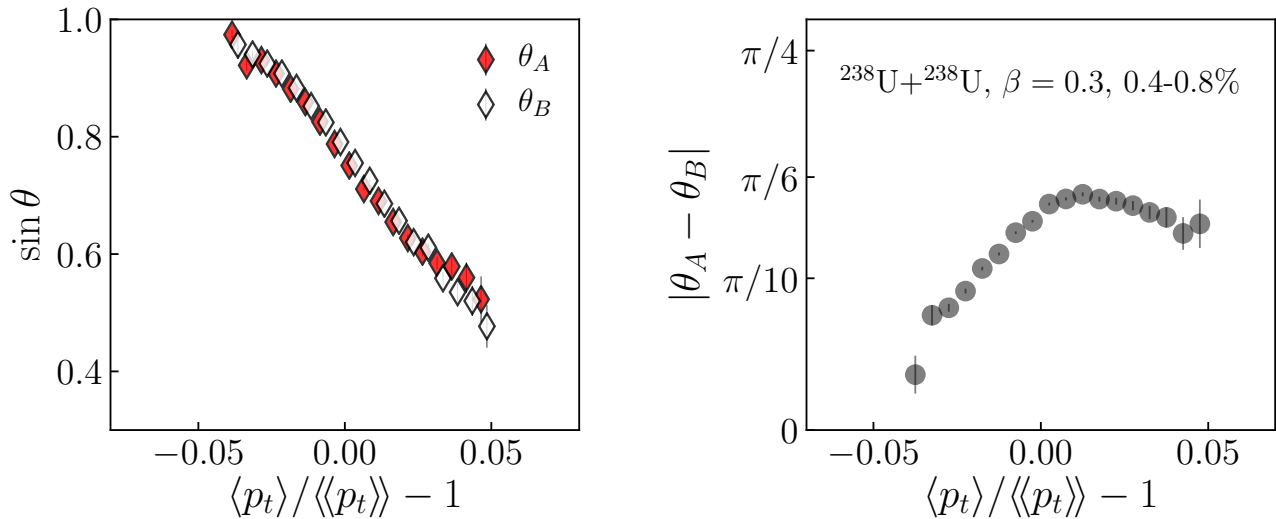 1.0
0.8
0.6
0.4
sin θ
θ_A
θ_B
−0.05 0.00 0.05
⟨p_t⟩/⟨⟨p_t⟩⟩ − 1
π/4
π/6
π/10
0
|θ_A − θ_B|
²³⁸U+²³⁸U, β = 0.3, 0.4-0.8%
−0.05 0.00 0.05
⟨p_t⟩/⟨⟨p_t⟩⟩ − 1